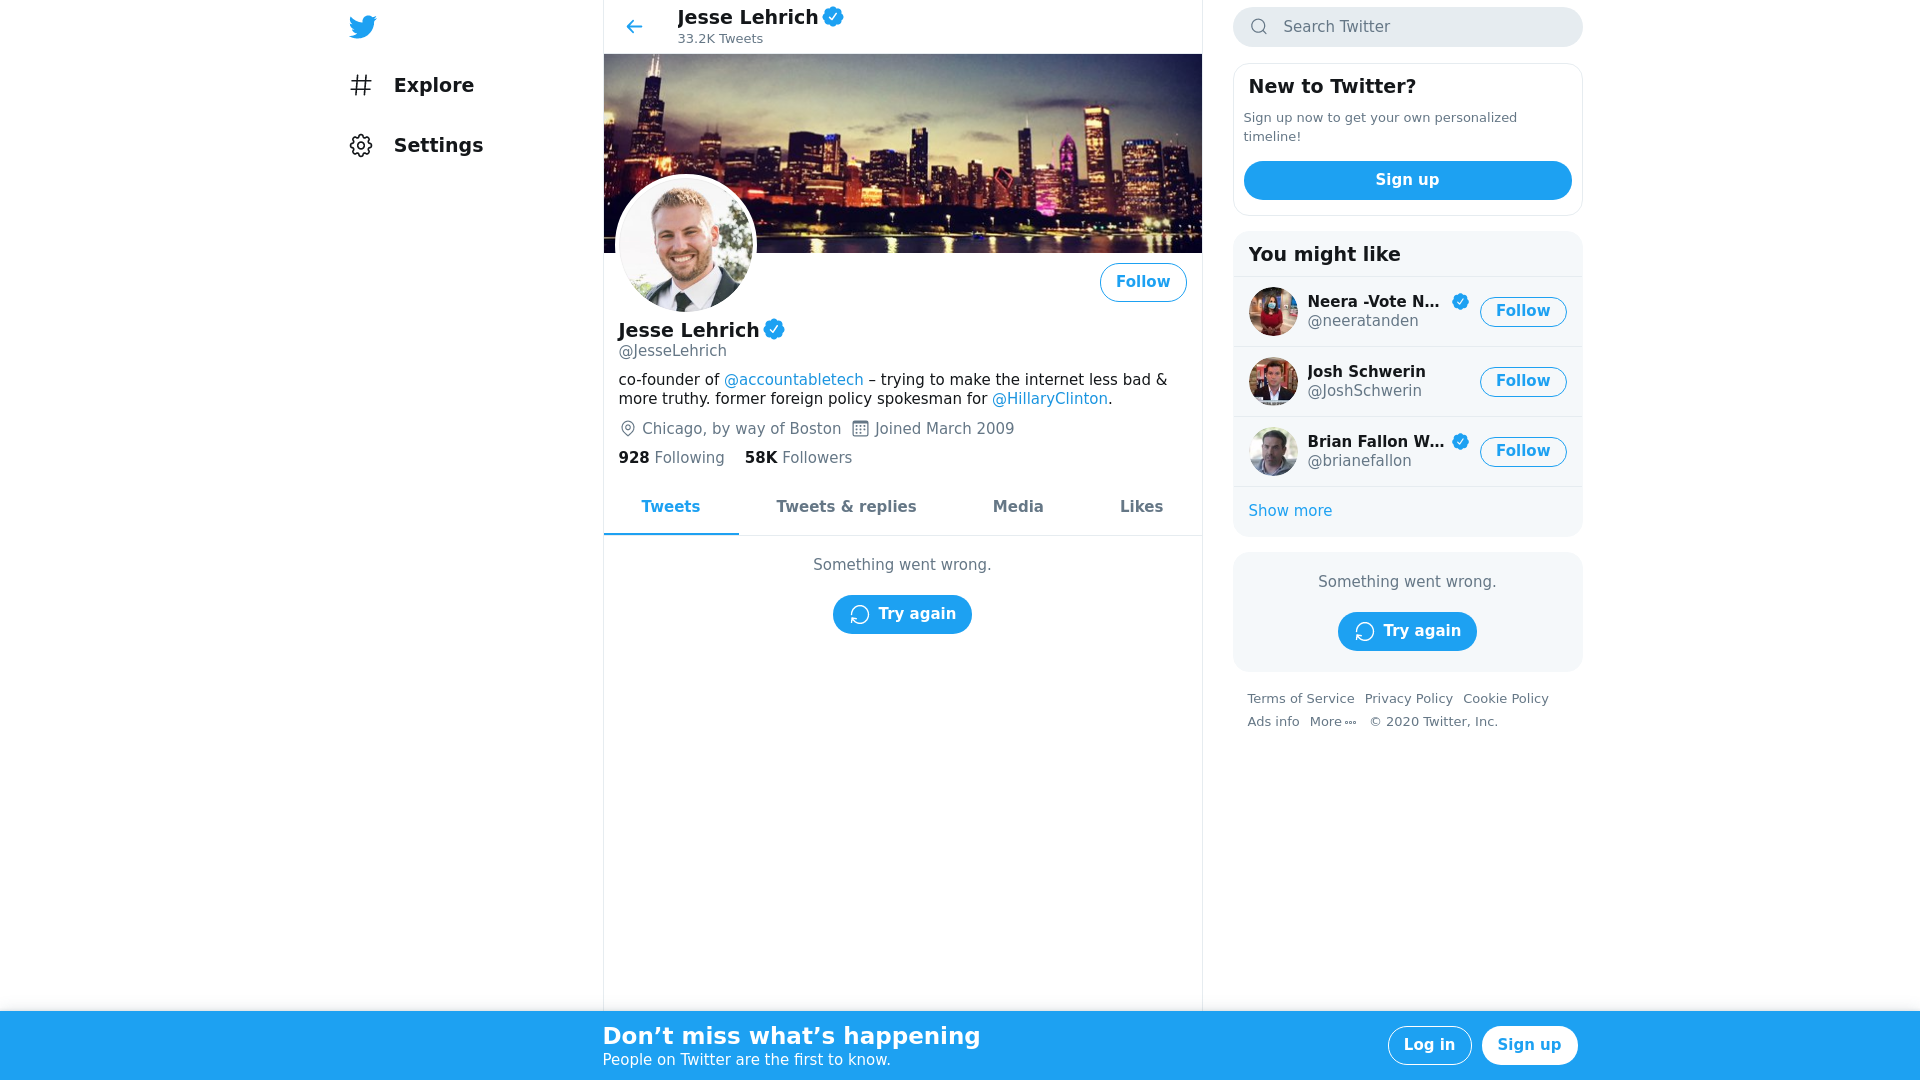 Explore
Settings
Jesse Lehrich
33.2K Tweets
Follow
Jesse Lehrich
@JesseLehrich
co-founder of @accountabletech – trying to make the internet less bad &
more truthy. former foreign policy spokesman for @HillaryClinton.
Chicago, by way of Boston Joined March 2009
928 Following 58K Followers
Tweets Tweets & replies Media Likes
Something went wrong.
Try again
Search Twitter
New to Twitter?
Sign up now to get your own personalized
timeline!
Sign up
You might like
Neera -Vote N...
@neeratanden
Follow
Josh Schwerin
@JoshSchwerin
Follow
Brian Fallon W...
@brianefallon
Follow
Show more
Something went wrong.
Try again
Terms of Service Privacy Policy Cookie Policy
Ads info More © 2020 Twitter, Inc.
Don’t miss what’s happening
People on Twitter are the first to know.
Log in
Sign up